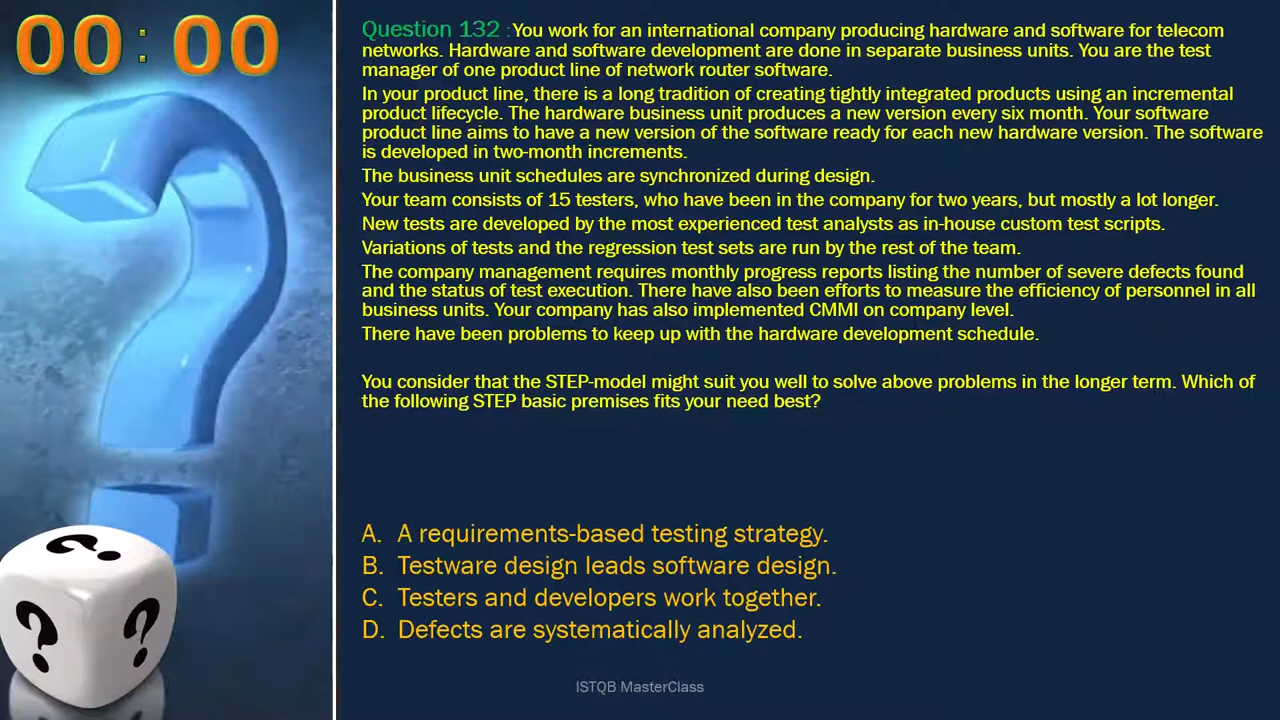 00:00
Question 132 : You work for an international company producing hardware and software for telecom
networks. Hardware and software development are done in separate business units. You are the test
manager of one product line of network router software.
In your product line, there is a long tradition of creating tightly integrated products using an incremental
product lifecycle. The hardware business unit produces a new version every six month. Your software
product line aims to have a new version of the software ready for each new hardware version. The software
is developed in two-month increments.
The business unit schedules are synchronized during design.
Your team consists of 15 testers, who have been in the company for two years, but mostly a lot longer.
New tests are developed by the most experienced test analysts as in-house custom test scripts.
Variations of tests and the regression test sets are run by the rest of the team.
The company management requires monthly progress reports listing the number of severe defects found
and the status of test execution. There have also been efforts to measure the efficiency of personnel in all
business units. Your company has also implemented CMMI on company level.
There have been problems to keep up with the hardware development schedule.
You consider that the STEP-model might suit you well to solve above problems in the longer term. Which of
the following STEP basic premises fits your need best?
A. A requirements-based testing strategy.
B. Testware design leads software design.
C. Testers and developers work together.
D. Defects are systematically analyzed.
ISTQB MasterClass